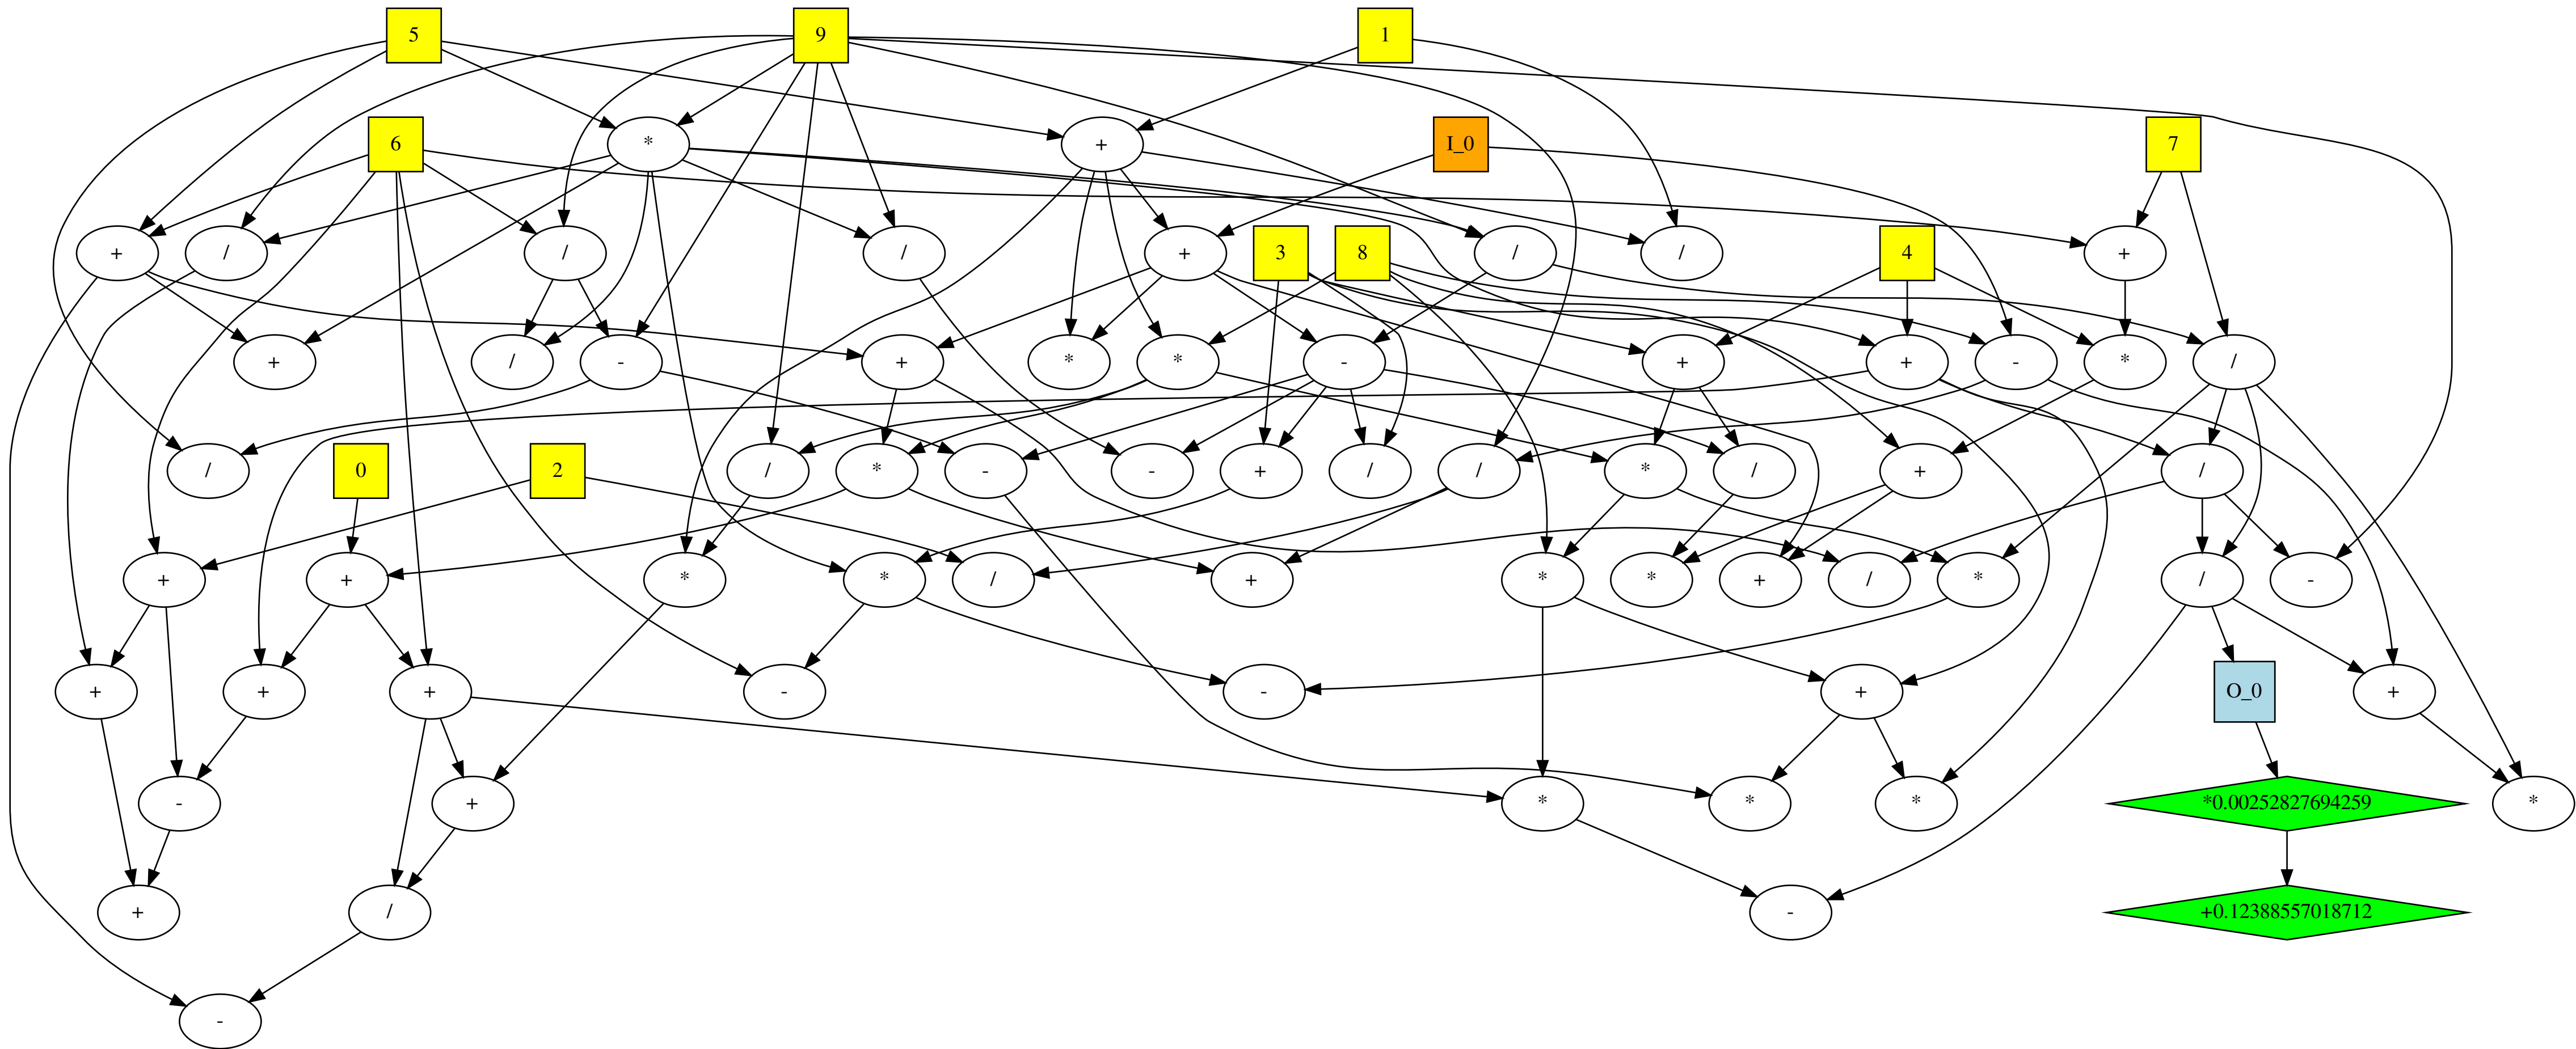 5 9 1
6 * + I_0 7
+ / / / + 3 8 / / 4 +
+ / - + * * - + + - * /
/ 0 2 / * - - + / / * / + /
+ + * * / + * * + / * / -
+ + + - - + O_0 +
- + * * * *0.00252827694259 *
+ / - +0.12388557018712
-